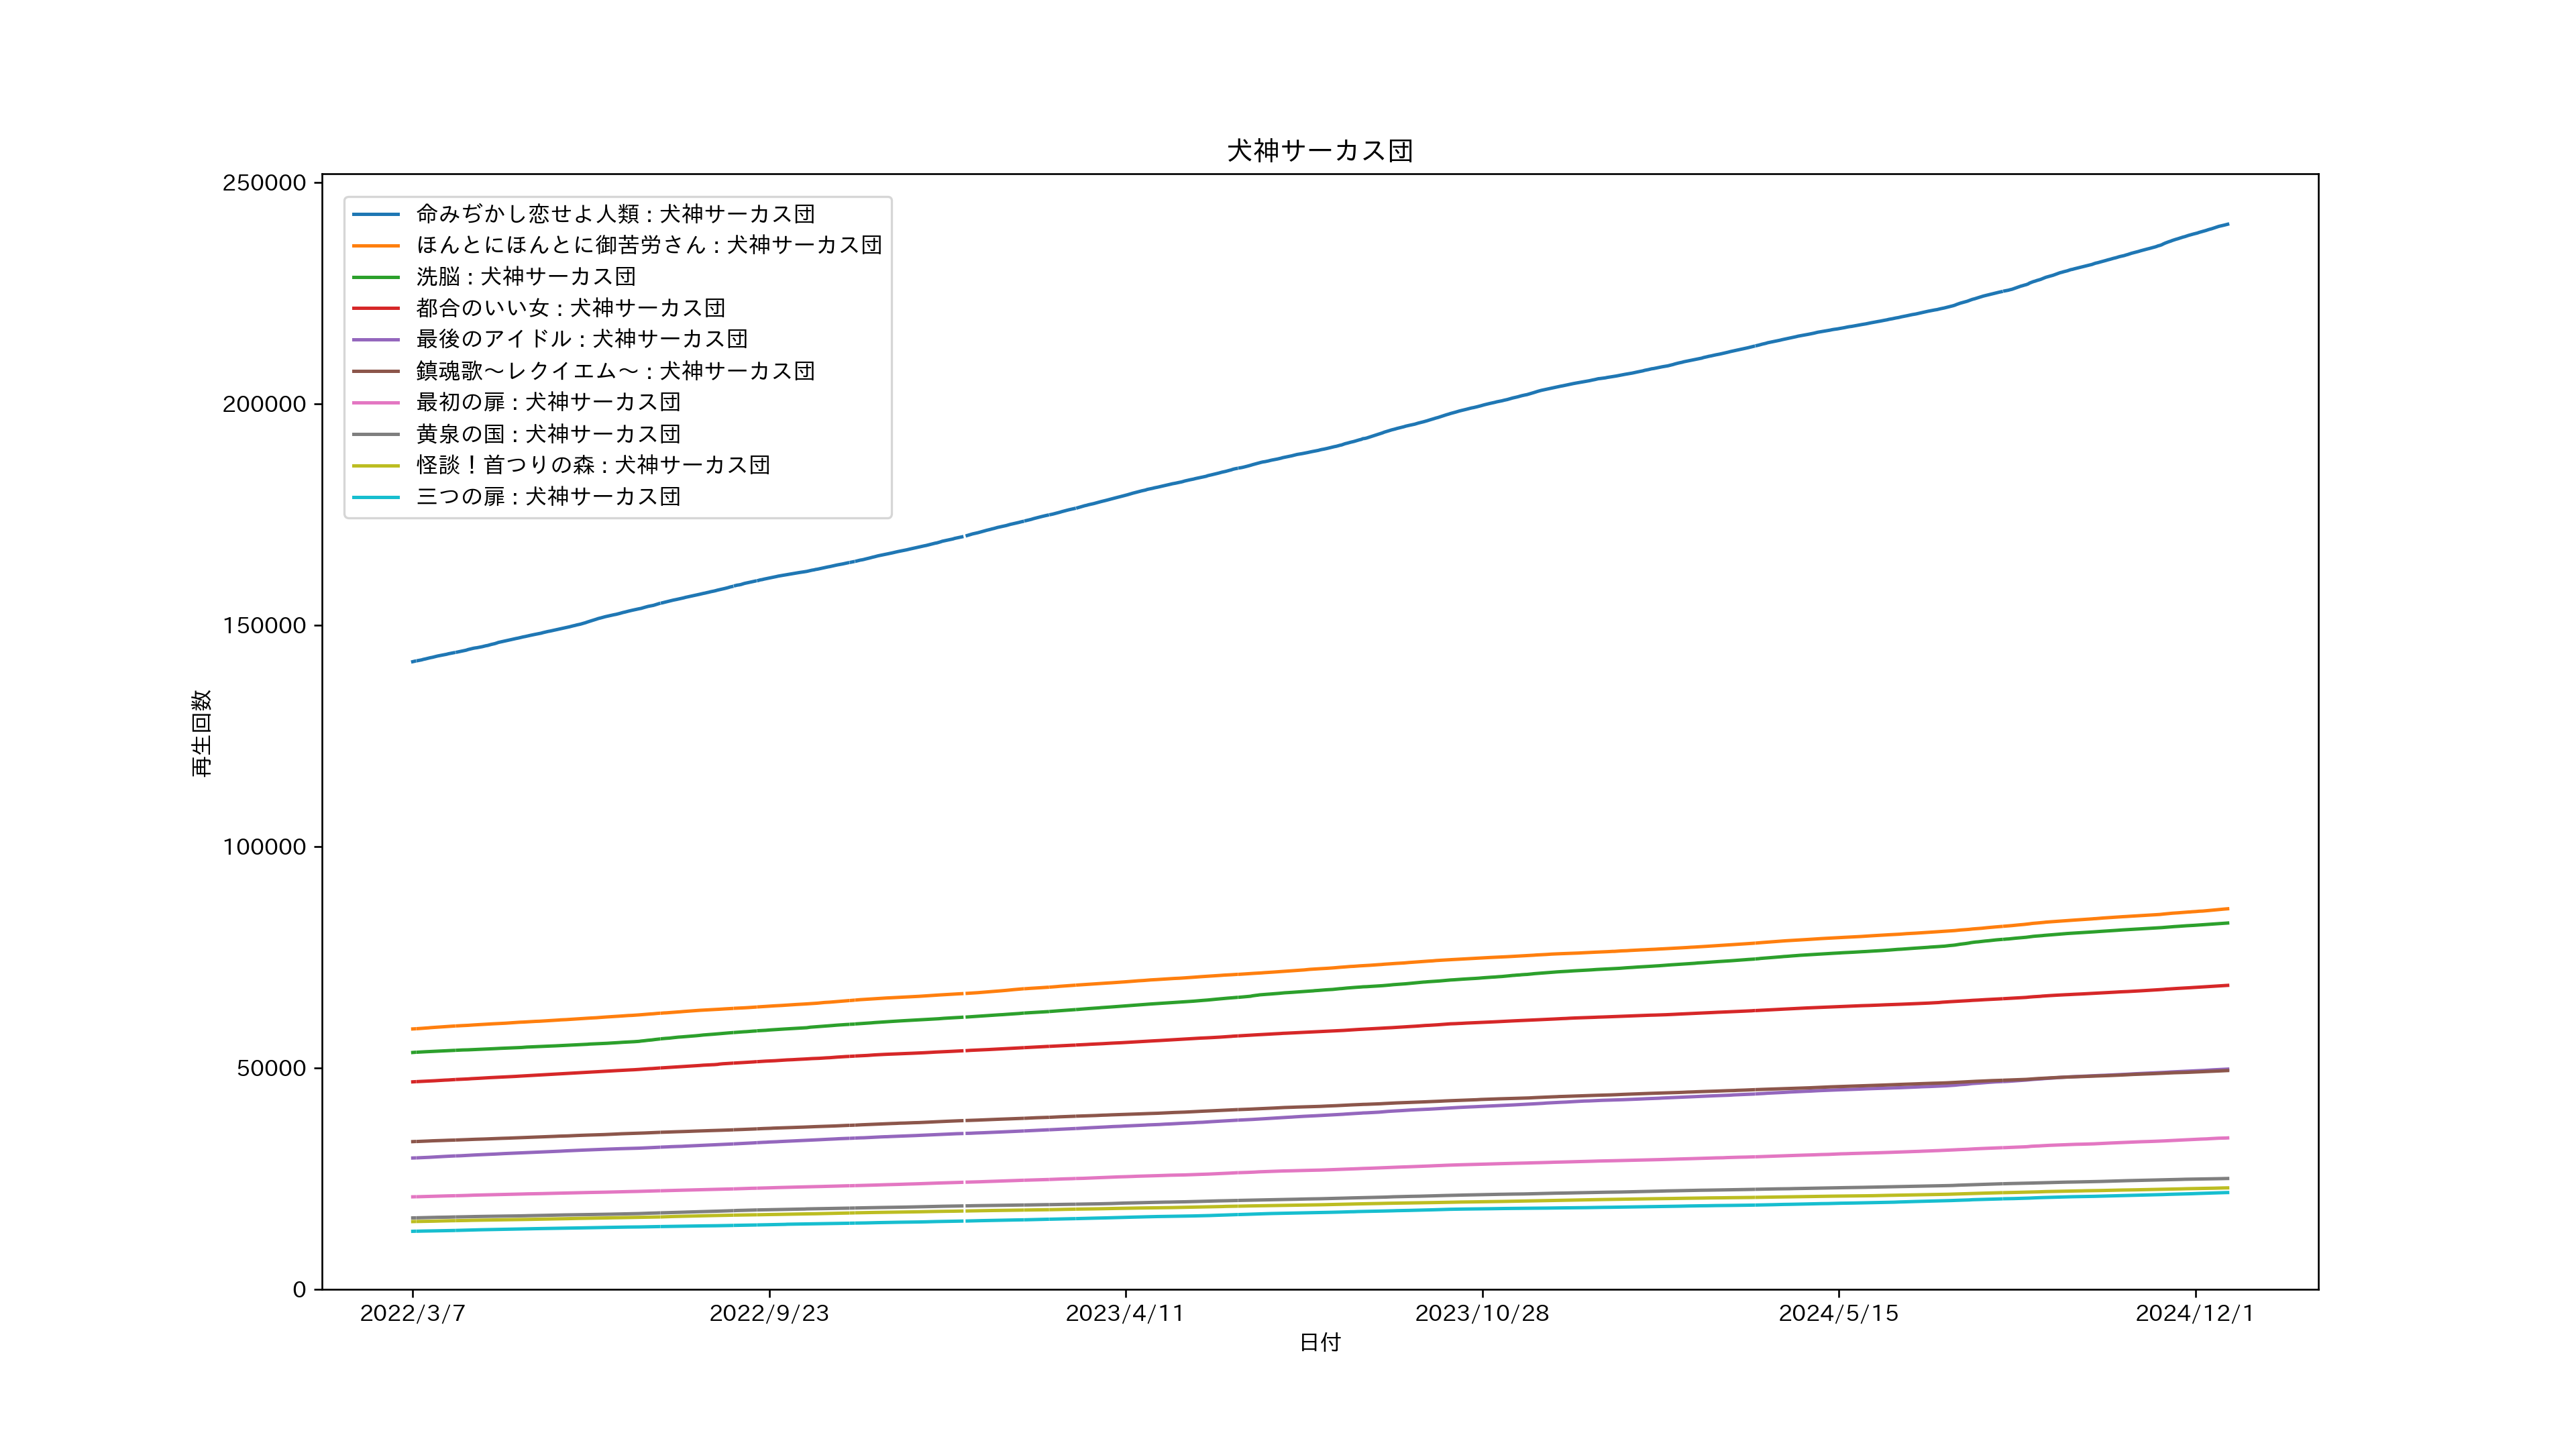 犬神サーカス団
250000
200000
150000
100000
50000
0
再生回数
命みぢかし恋せよ人類 : 犬神サーカス団
ほんとにほんとに御苦労さん : 犬神サーカス団
洗脳 : 犬神サーカス団
都合のいい女 : 犬神サーカス団
最後のアイドル : 犬神サーカス団
鎮魂歌〜レクイエム〜 : 犬神サーカス団
最初の扉 : 犬神サーカス団
黄泉の国 : 犬神サーカス団
怪談！首つりの森 : 犬神サーカス団
三つの扉 : 犬神サーカス団
2022/3/7 2022/9/23 2023/4/11 2023/10/28 2024/5/15 2024/12/1
日付